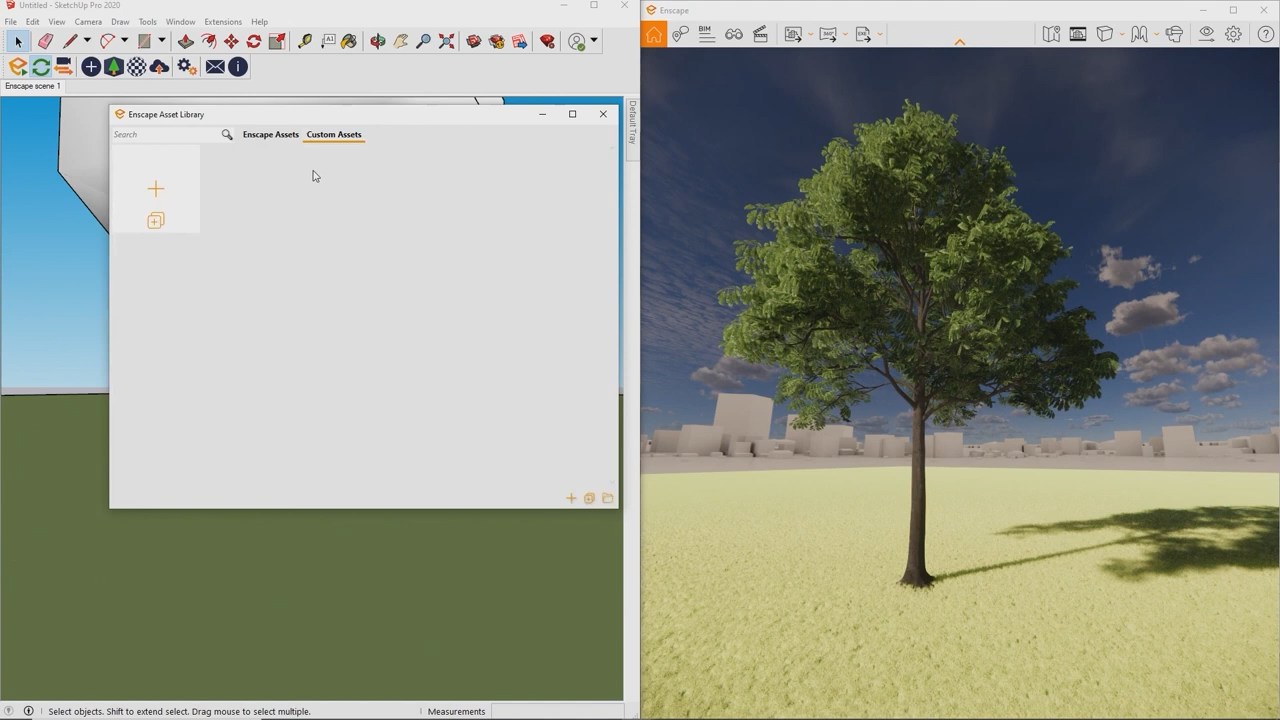 Untitled - SketchUp Pro 2020
File Edit View Camera Draw Tools Window Extensions Help
Enscape scene 1
Enscape Asset Library
Search
Enscape Assets Custom Assets
Default Tray
Select objects. Shift to extend select. Drag mouse to select multiple.
Measurements
Enscape
BIM
360°
EXE